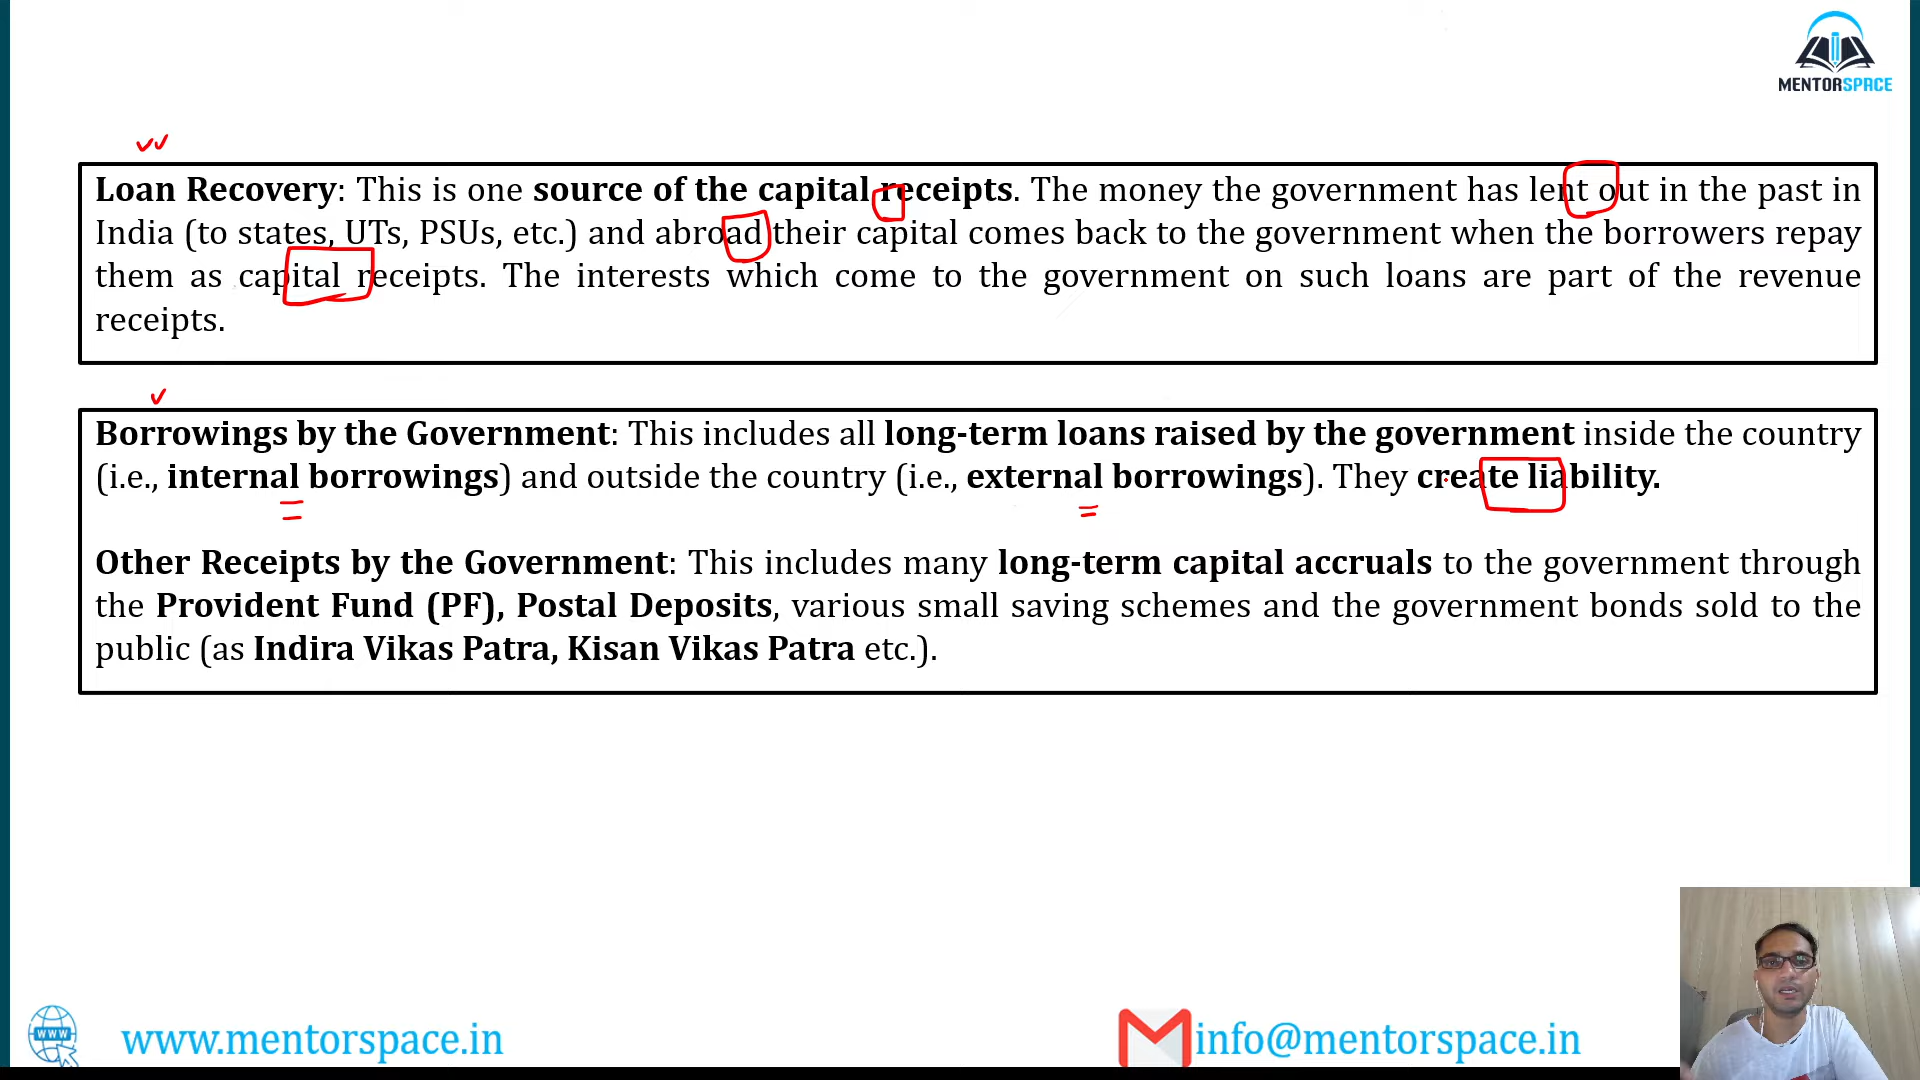 MENTORSPACE
Loan Recovery: This is one source of the capital receipts. The money the government has lent out in the past in
India (to states, UTs, PSUs, etc.) and abroad their capital comes back to the government when the borrowers repay
them as capital receipts. The interests which come to the government on such loans are part of the revenue
receipts.
Borrowings by the Government: This includes all long-term loans raised by the government inside the country
(i.e., internal borrowings) and outside the country (i.e., external borrowings). They create liability.
Other Receipts by the Government: This includes many long-term capital accruals to the government through
the Provident Fund (PF), Postal Deposits, various small saving schemes and the government bonds sold to the
public (as Indira Vikas Patra, Kisan Vikas Patra etc.).
WWW
www.mentorspace.in
info@mentorspace.in